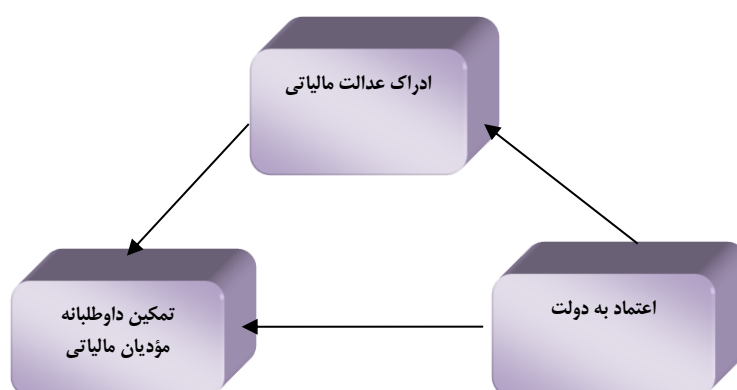 ادراک عدالت مالیاتی
اعتماد به دولت
تمکین داوطلبانه
مؤدیان مالیاتی